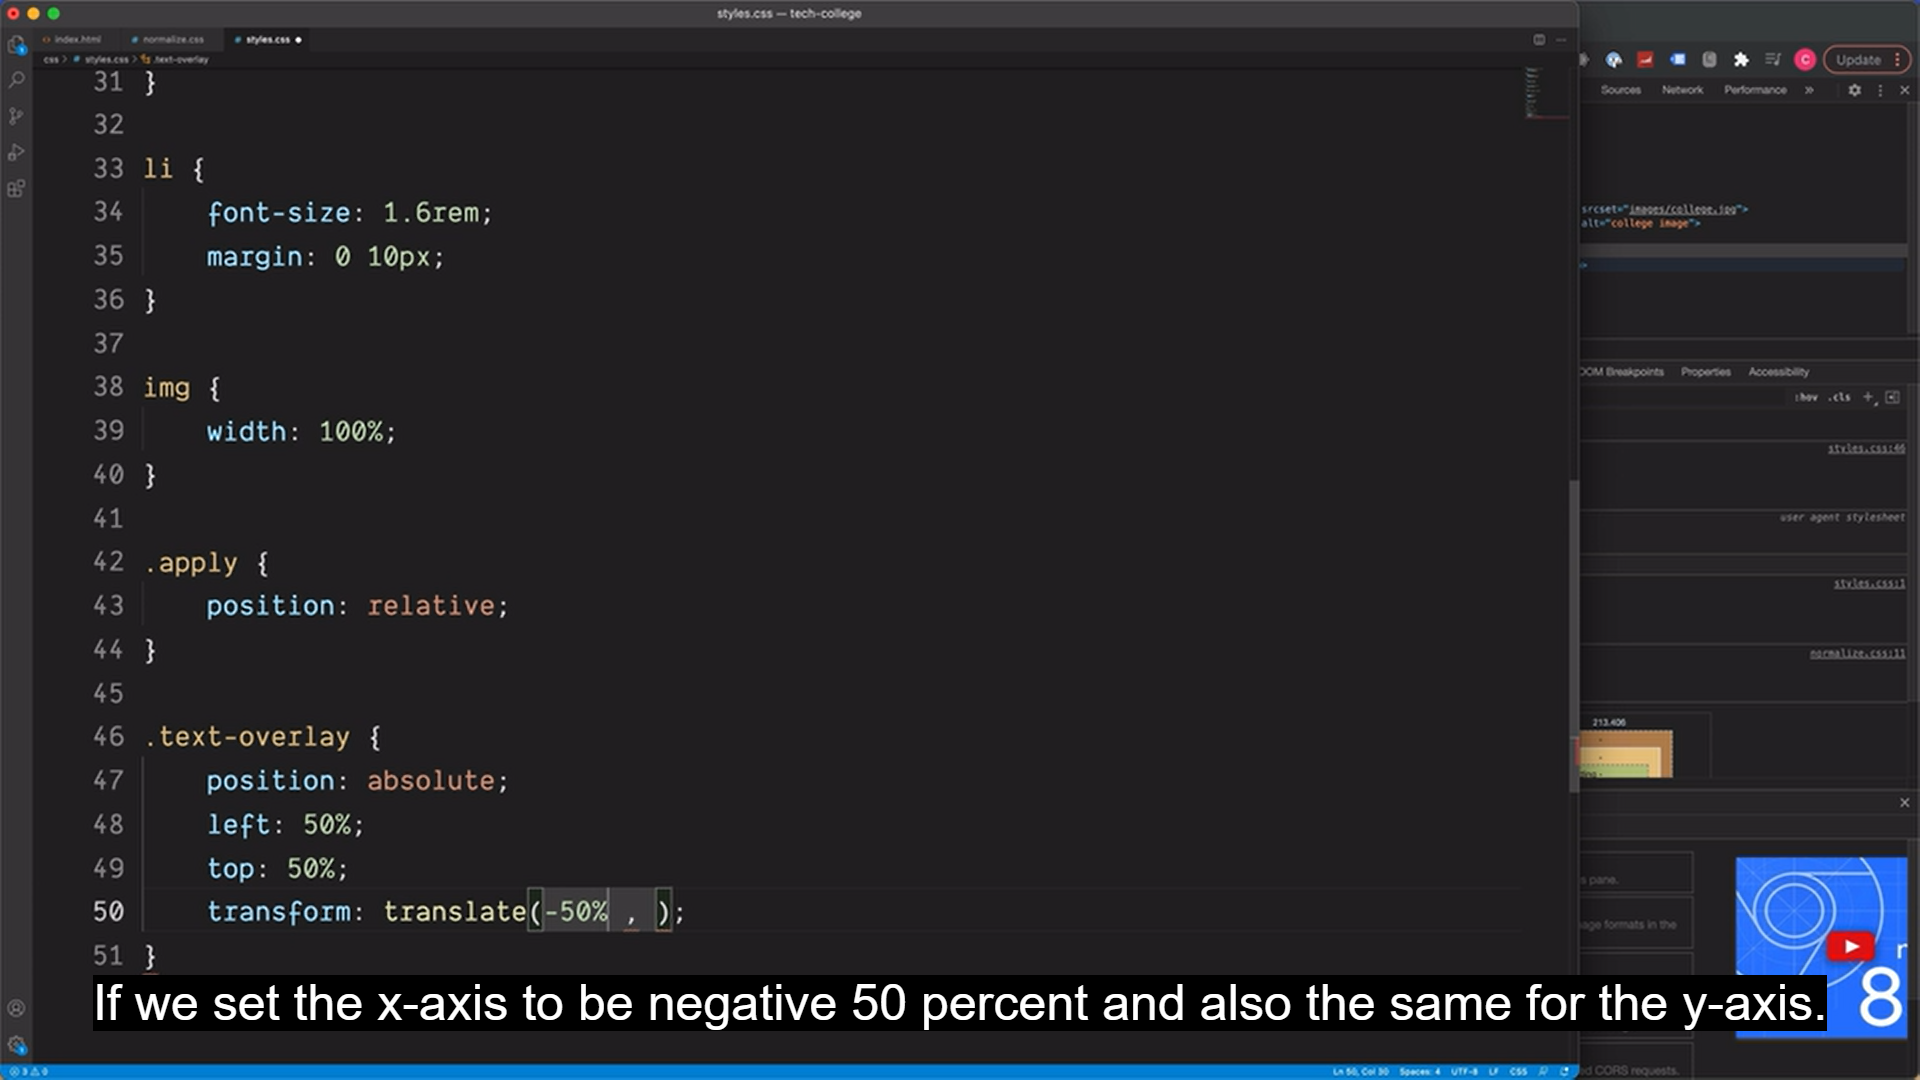 styles.css — tech-college
index.html
normalize.css
styles.css
css > # styles.css > .text-overlay
31 }
32
33 li {
34 font-size: 1.6rem;
35 margin: 0 10px;
36 }
37
38 img {
39 width: 100%;
40 }
41
42 .apply {
43 position: relative;
44 }
45
46 .text-overlay {
47 position: absolute;
48 left: 50%;
49 top: 50%;
50 transform: translate(-50% , );
51 }
If we set the x-axis to be negative 50 percent and also the same for the y-axis.
Ln 50, Col 30 Spaces: 4 UTF-8 LF CSS
C
Update
Sources Network Performance »
srcset="images/college.jpg">
alt="college image">
DOM Breakpoints Properties Accessibility
:hov .cls +
styles.css:46
user agent stylesheet
styles.css:1
normalize.css:11
213.406
s pane.
age formats in the
8
d CORS requests.